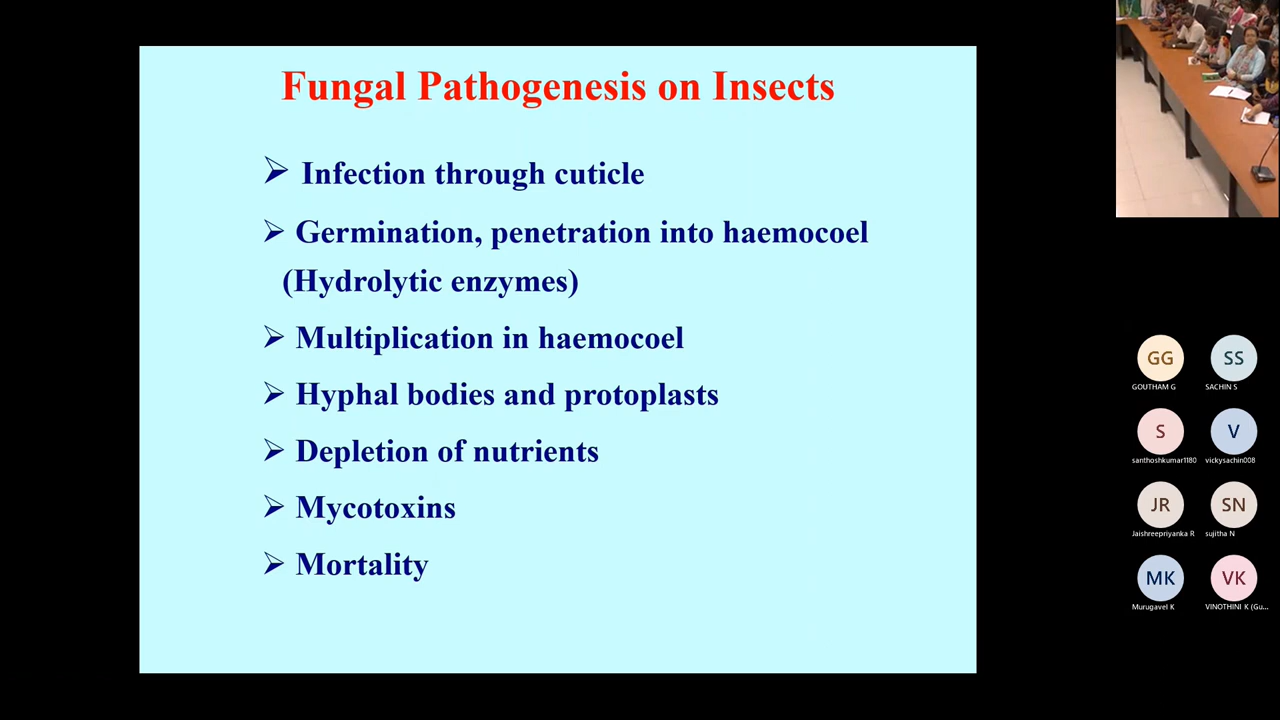 Fungal Pathogenesis on Insects
➢ Infection through cuticle
➢ Germination, penetration into haemocoel
(Hydrolytic enzymes)
➢ Multiplication in haemocoel
➢ Hyphal bodies and protoplasts
➢ Depletion of nutrients
➢ Mycotoxins
➢ Mortality
GG SS
GOUTHAM G SACHIN S
S V
santhoshkumar1180 vickysachin008
JR SN
Jaishreepriyanka R sujitha N
MK VK
Murugavel K VINOTHINI K (Gu...